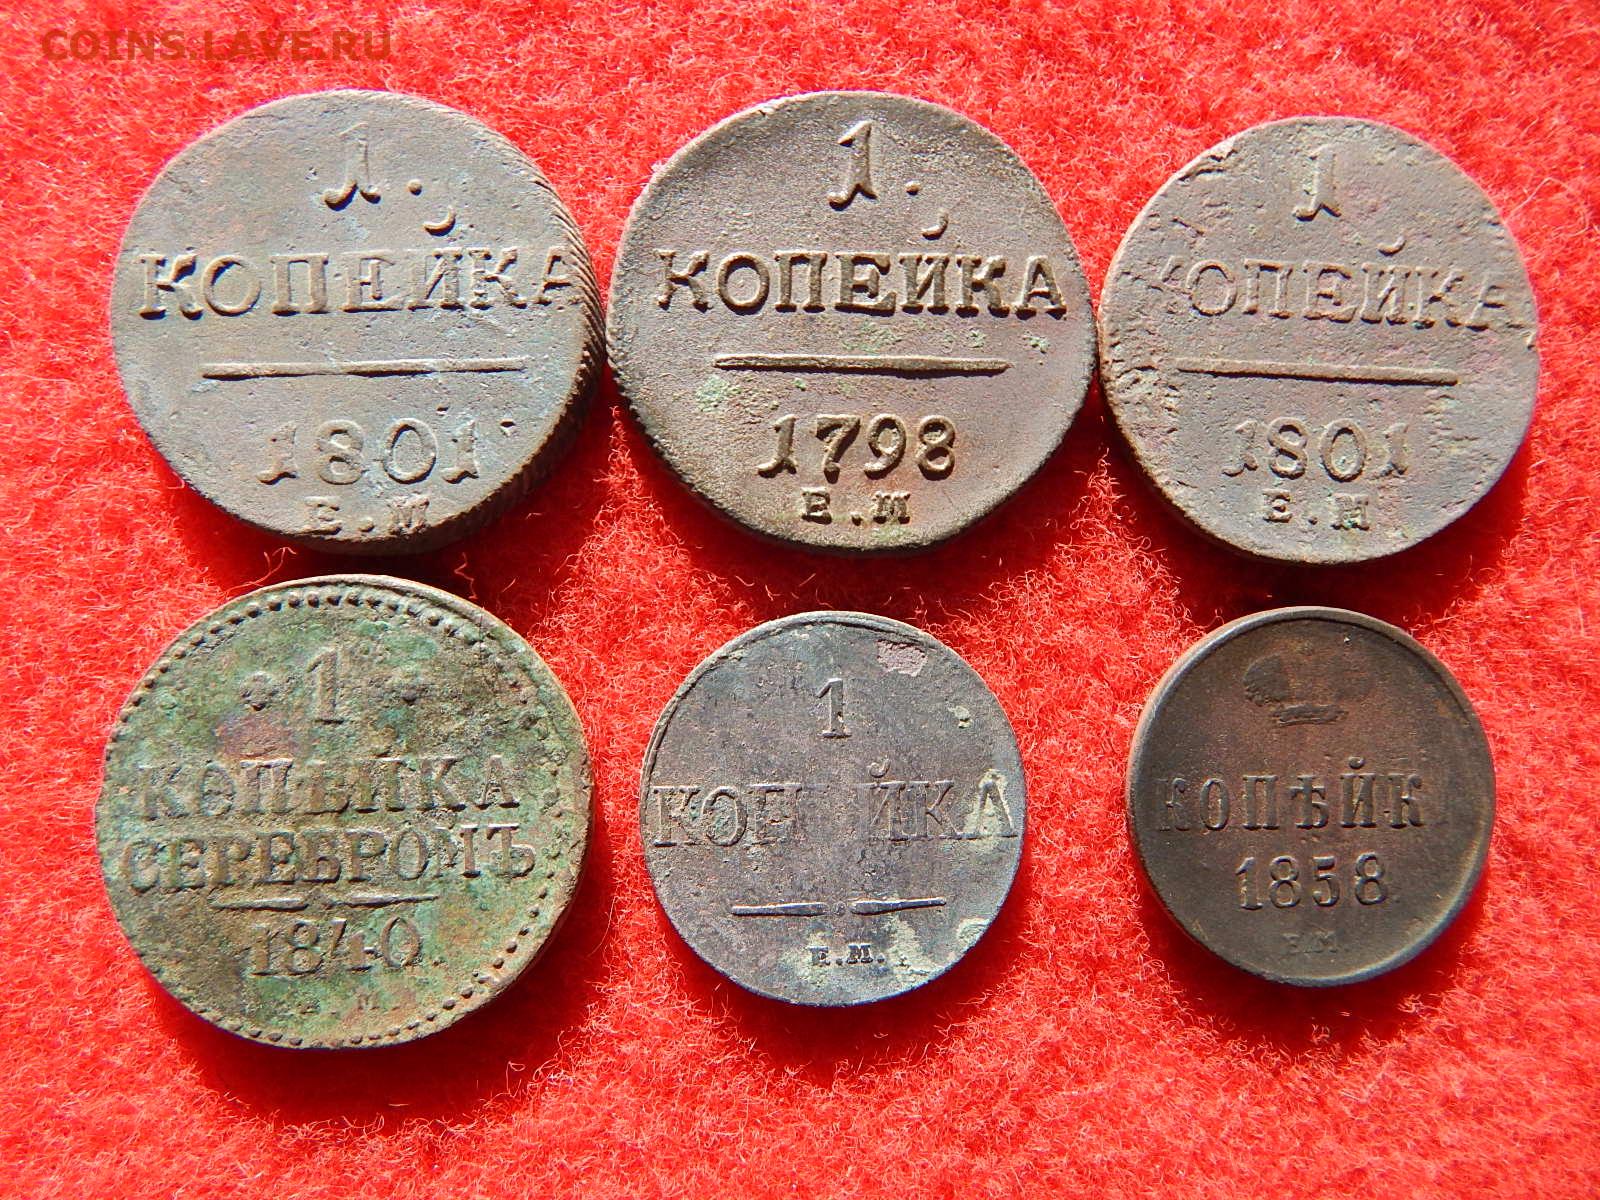 COINS.LAVE.RU
1.
КОПЕЙКА
1801
Е.М
1.
КОПЕЙКА
1798
Е.М
1
КОПЕЙКА
1801
Е.М
1
КОПѢЙКА
СЕРЕБРОМЪ
1840.
М.
1
Е.М.
КОПѢЙК
1858